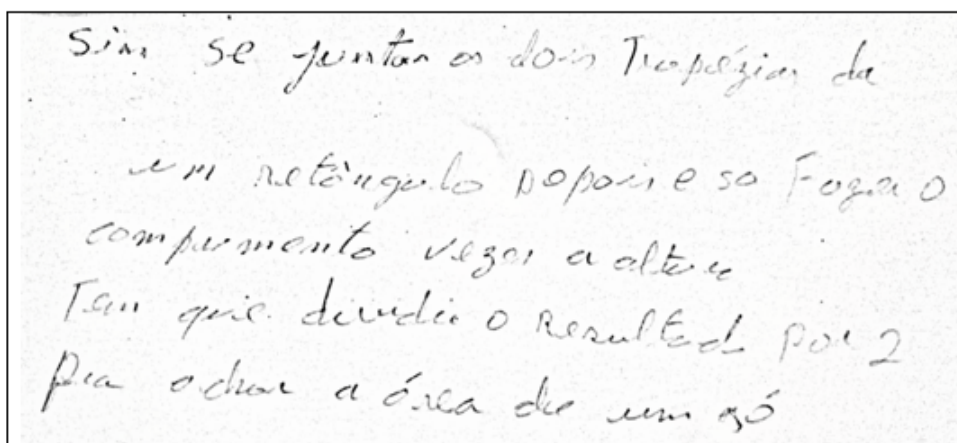 Sim se juntar os dois Trapézios da
um retângulo Depois e so Fazer o
comprimento vezes a altura
Tem que dividir o resultado por 2
pra achar a área de um só